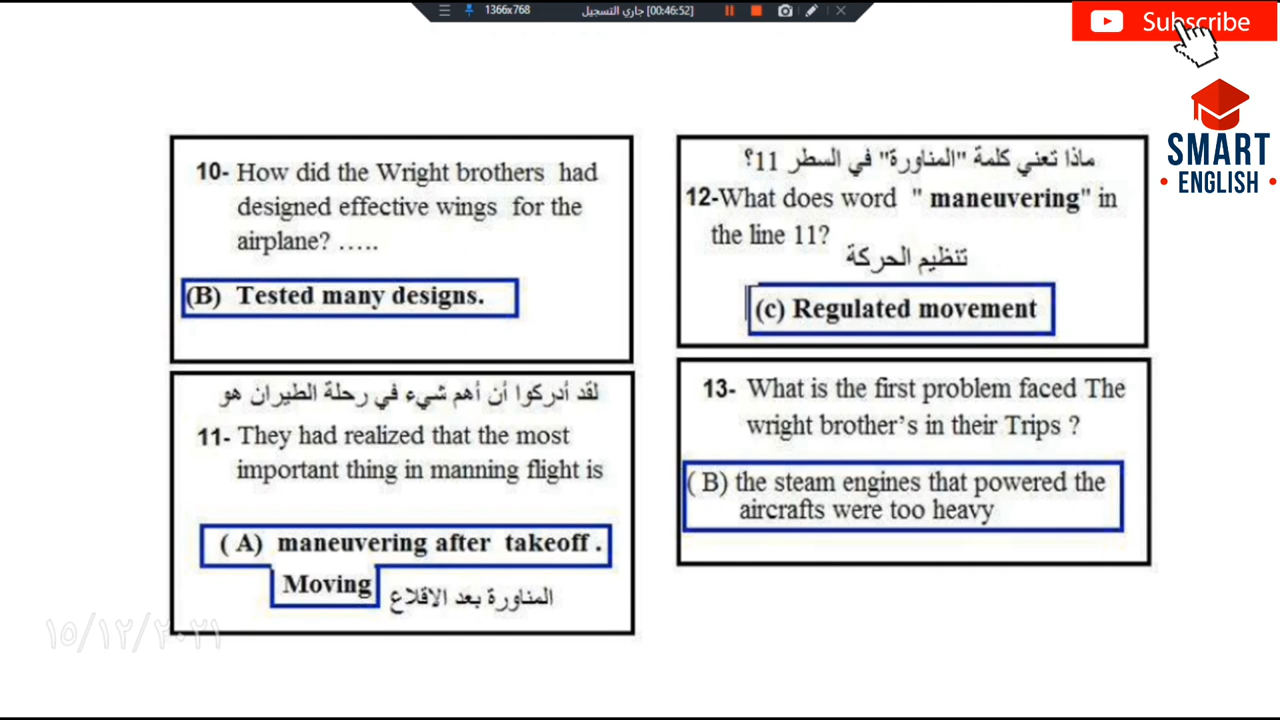 1366x768
جاري التسجيل [00:46:52]
Subscribe
SMART
ENGLISH
10- How did the Wright brothers had
designed effective wings for the
airplane? …..
(B) Tested many designs.
لقد أدركوا أن أهم شيء في رحلة الطيران هو
11- They had realized that the most
important thing in manning flight is
( A) maneuvering after takeoff .
Moving
المناورة بعد الاقلاع
ماذا تعني كلمة "المناورة" في السطر 11؟
12-What does word " maneuvering" in
the line 11?
تنظيم الحركة
(c) Regulated movement
13- What is the first problem faced The
wright brother’s in their Trips ?
( B) the steam engines that powered the
aircrafts were too heavy
١٥/١٢/٢٠٢١